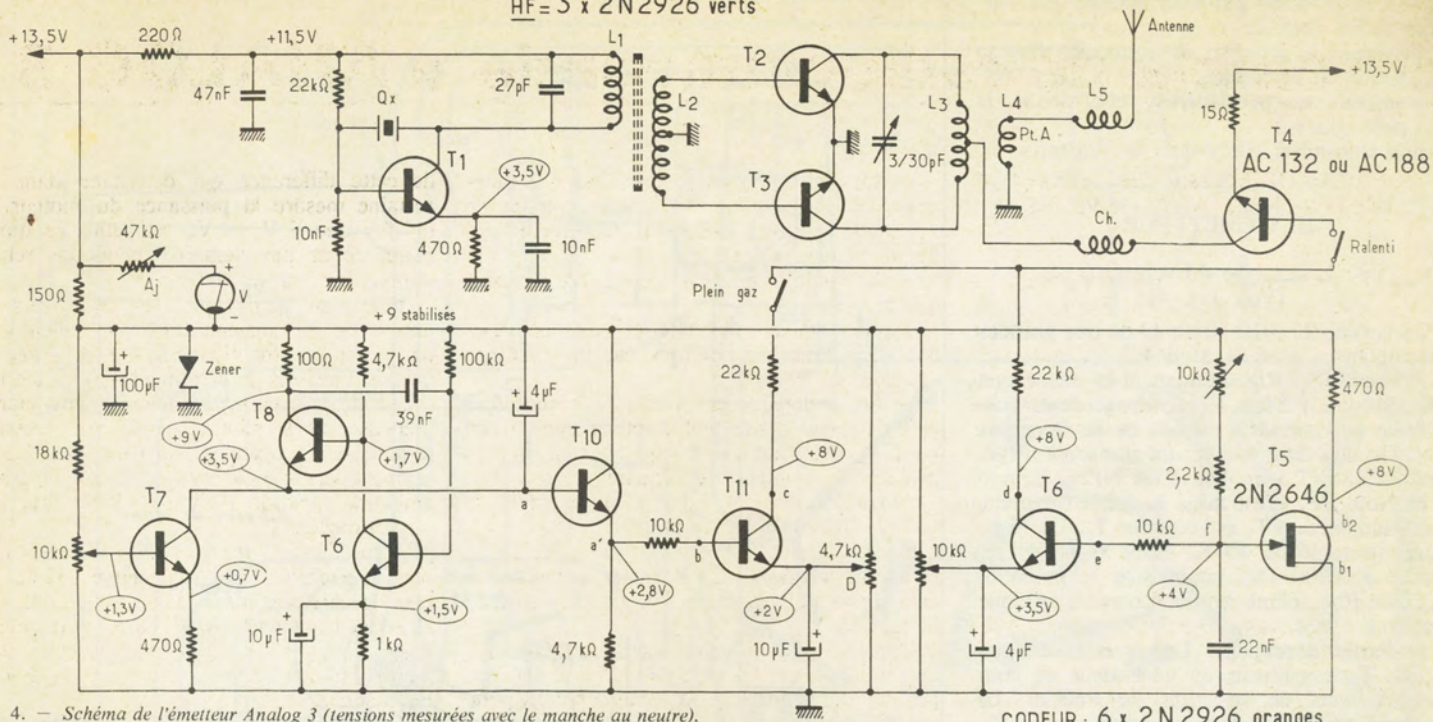 HF = 3 x 2N2926 verts
+13,5V
220Ω
+11,5V
L1
T2
Antenne
47nF
22kΩ
Qx
27pF
L2
L3
L4
L5
+13,5V
15Ω
Pt.A
T4
AC 132 ou AC188
T1
+3,5V
3/30pF
T3
10nF
470Ω
10nF
Ch.
Ralenti
47kΩ
Aj
+
V
-
150Ω
Plein gaz
+9 stabilisés
+
100µF
Zéner
100Ω
4,7kΩ
100kΩ
39nF
+
4µF
22kΩ
22kΩ
10kΩ
470Ω
T8
+9V
+3,5V
+1,7V
18kΩ
T10
+8V
+8V
T5
2N2646
+8V
2,2kΩ
T7
a
T11
c
d
T6
b2
10kΩ
T6
a'
10kΩ
b
4,7kΩ
D
10kΩ
e
10kΩ
f
b1
+1,3V
+0,7V
+1,5V
+2,8V
+2V
+3,5V
+4V
470Ω
10µF
+
1kΩ
4,7kΩ
10µF
+
+
4µF
22nF
4. — Schéma de l'émetteur Analog 3 (tensions mesurées avec le manche au neutre).
CODEUR : 6 x 2N2926 oranges